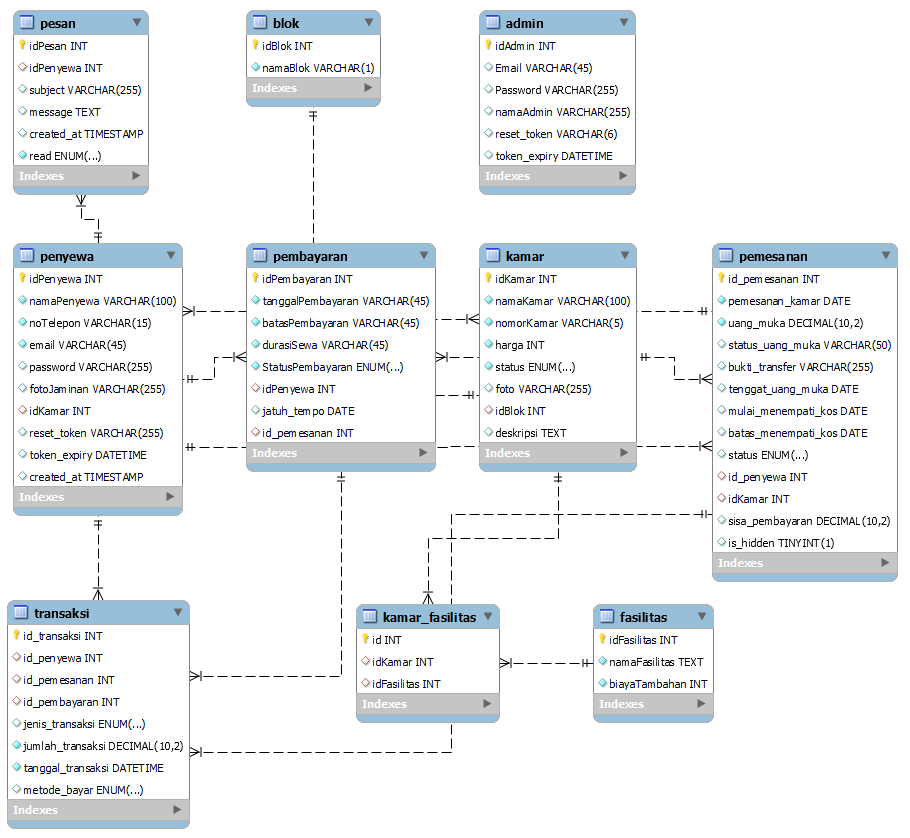 pesan
idPesan INT
idPenyewa INT
subject VARCHAR(255)
message TEXT
created_at TIMESTAMP
read ENUM(...)
Indexes
blok
idBlok INT
namaBlok VARCHAR(1)
Indexes
admin
idAdmin INT
Email VARCHAR(45)
Password VARCHAR(255)
namaAdmin VARCHAR(255)
reset_token VARCHAR(6)
token_expiry DATETIME
Indexes
penyewa
idPenyewa INT
namaPenyewa VARCHAR(100)
noTelepon VARCHAR(15)
email VARCHAR(45)
password VARCHAR(255)
fotoJaminan VARCHAR(255)
idKamar INT
reset_token VARCHAR(255)
token_expiry DATETIME
created_at TIMESTAMP
Indexes
pembayaran
idPembayaran INT
tanggalPembayaran VARCHAR(45)
batasPembayaran VARCHAR(45)
durasiSewa VARCHAR(45)
StatusPembayaran ENUM(...)
idPenyewa INT
jatuh_tempo DATE
id_pemesanan INT
Indexes
kamar
idKamar INT
namaKamar VARCHAR(100)
nomorKamar VARCHAR(5)
harga INT
status ENUM(...)
foto VARCHAR(255)
idBlok INT
deskripsi TEXT
Indexes
pemesanan
id_pemesanan INT
pemesanan_kamar DATE
uang_muka DECIMAL(10,2)
status_uang_muka VARCHAR(50)
bukti_transfer VARCHAR(255)
tenggat_uang_muka DATE
mulai_menempati_kos DATE
batas_menempati_kos DATE
status ENUM(...)
id_penyewa INT
idKamar INT
sisa_pembayaran DECIMAL(10,2)
is_hidden TINYINT(1)
Indexes
transaksi
id_transaksi INT
id_penyewa INT
id_pemesanan INT
id_pembayaran INT
jenis_transaksi ENUM(...)
jumlah_transaksi DECIMAL(10,2)
tanggal_transaksi DATETIME
metode_bayar ENUM(...)
Indexes
kamar_fasilitas
id INT
idKamar INT
idFasilitas INT
Indexes
fasilitas
idFasilitas INT
namaFasilitas TEXT
biayaTambahan INT
Indexes